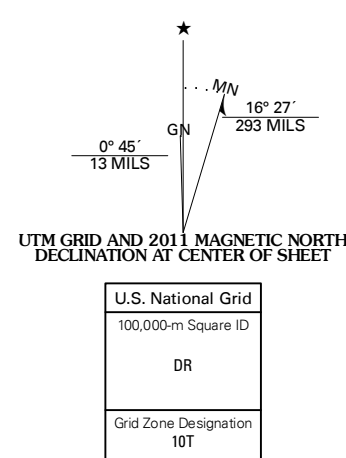 ★
MN
16° 27´
293 MILS
GN
0° 45´
13 MILS
UTM GRID AND 2011 MAGNETIC NORTH
DECLINATION AT CENTER OF SHEET
U.S. National Grid
100,000-m Square ID
DR
Grid Zone Designation
10T